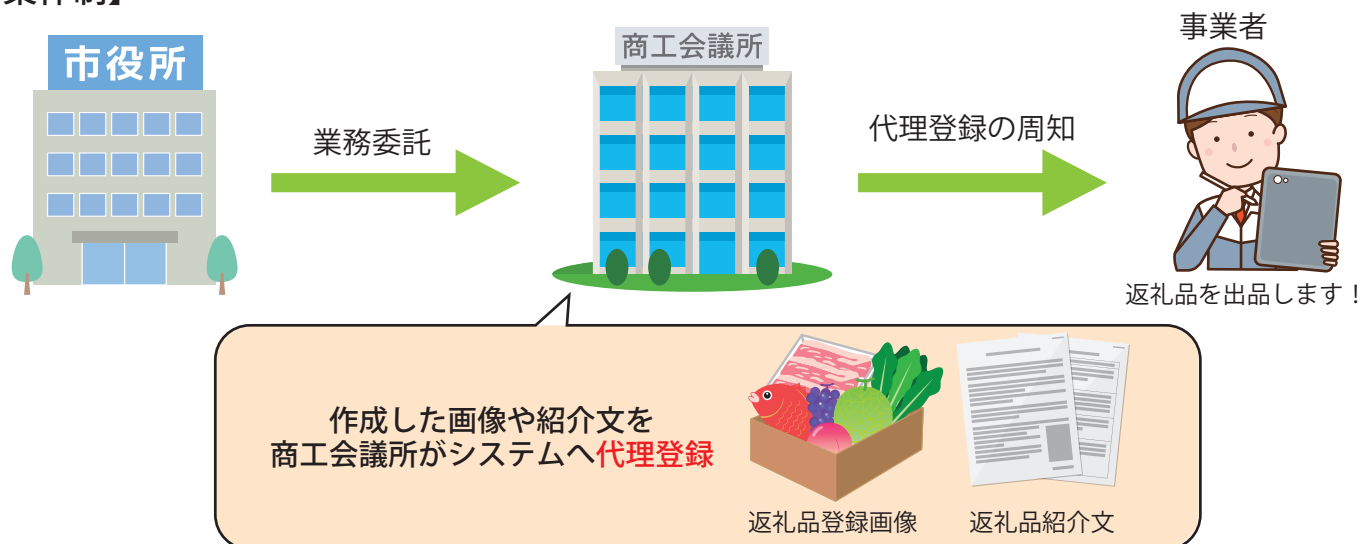 業体制】
市役所
業務委託
商工会議所
代理登録の周知
事業者
返礼品を出品します！
作成した画像や紹介文を
商工会議所がシステムへ代理登録
返礼品登録画像
返礼品紹介文